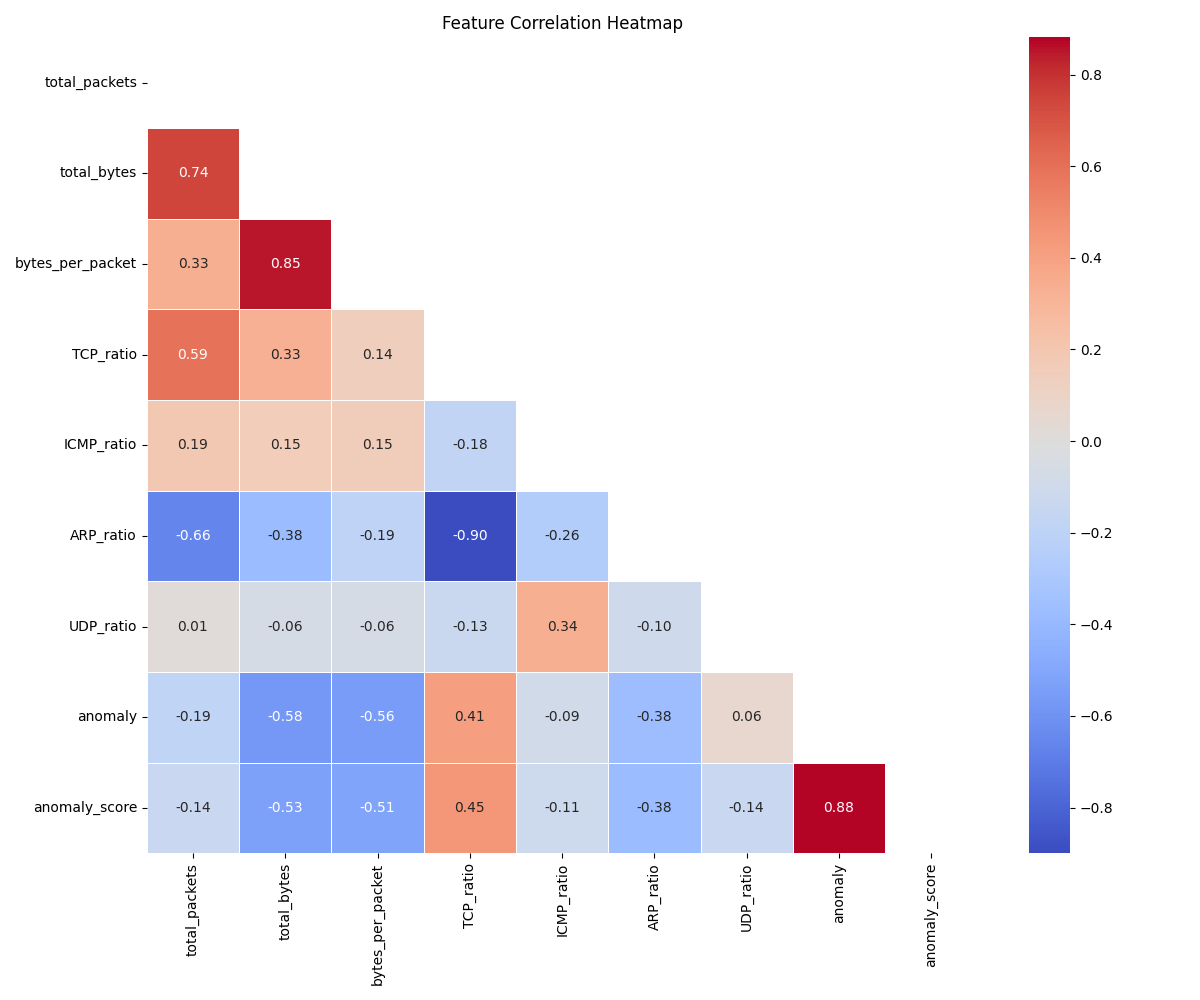 Feature Correlation Heatmap
total_packets
total_bytes 0.74
bytes_per_packet 0.33 0.85
TCP_ratio 0.59 0.33 0.14
ICMP_ratio 0.19 0.15 0.15 -0.18
ARP_ratio -0.66 -0.38 -0.19 -0.90 -0.26
UDP_ratio 0.01 -0.06 -0.06 -0.13 0.34 -0.10
anomaly -0.19 -0.58 -0.56 0.41 -0.09 -0.38 0.06
anomaly_score -0.14 -0.53 -0.51 0.45 -0.11 -0.38 -0.14 0.88
total_packets
total_bytes
bytes_per_packet
TCP_ratio
ICMP_ratio
ARP_ratio
UDP_ratio
anomaly
anomaly_score
0.8
0.6
0.4
0.2
0.0
−0.2
−0.4
−0.6
−0.8